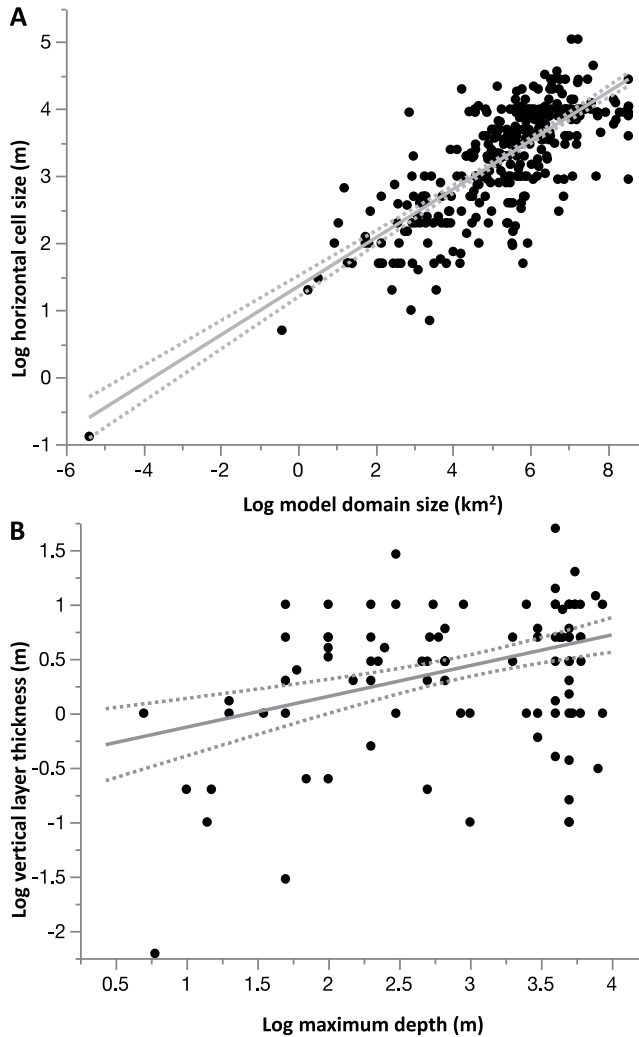 A
5
4
3
2
1
0
-1
Log horizontal cell size (m)
-6 -4 -2 0 2 4 6 8
Log model domain size (km²)
B
1.5
1
0.5
0
-0.5
-1
-1.5
-2
Log vertical layer thickness (m)
0.5 1 1.5 2 2.5 3 3.5 4
Log maximum depth (m)